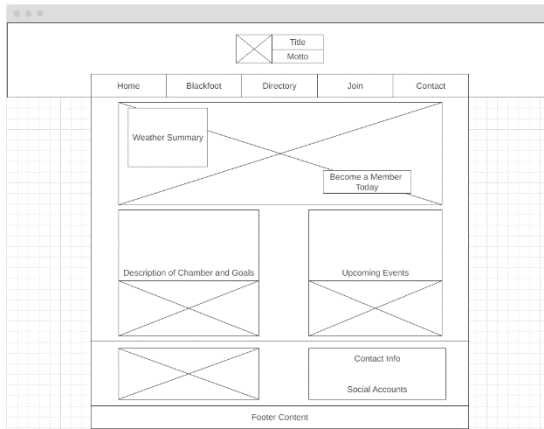 Title
Motto
Home
Blackfoot
Directory
Join
Contact
Weather Summary
Become a Member
Today
Description of Chamber and Goals
Upcoming Events
Contact Info
Social Accounts
Footer Content